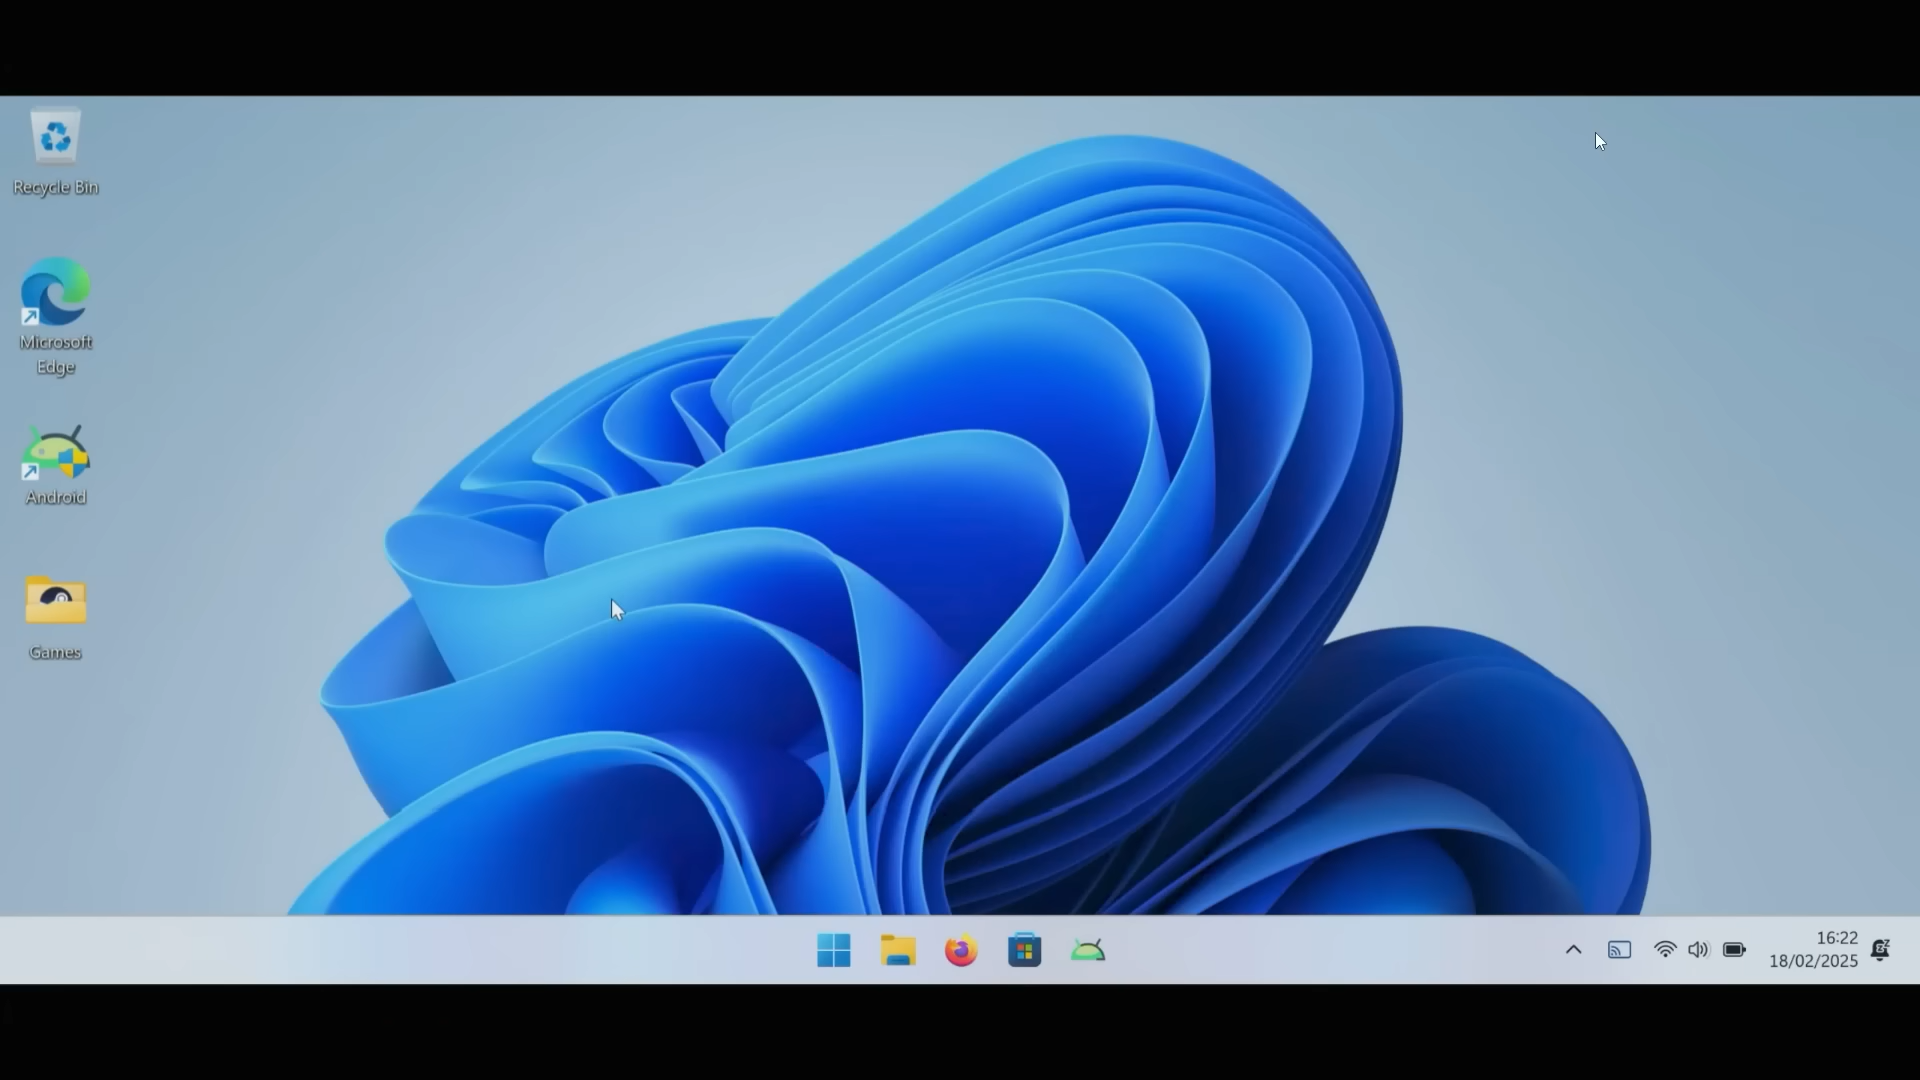 Recycle Bin
Microsoft
Edge
Android
Games
16:22
18/02/2025